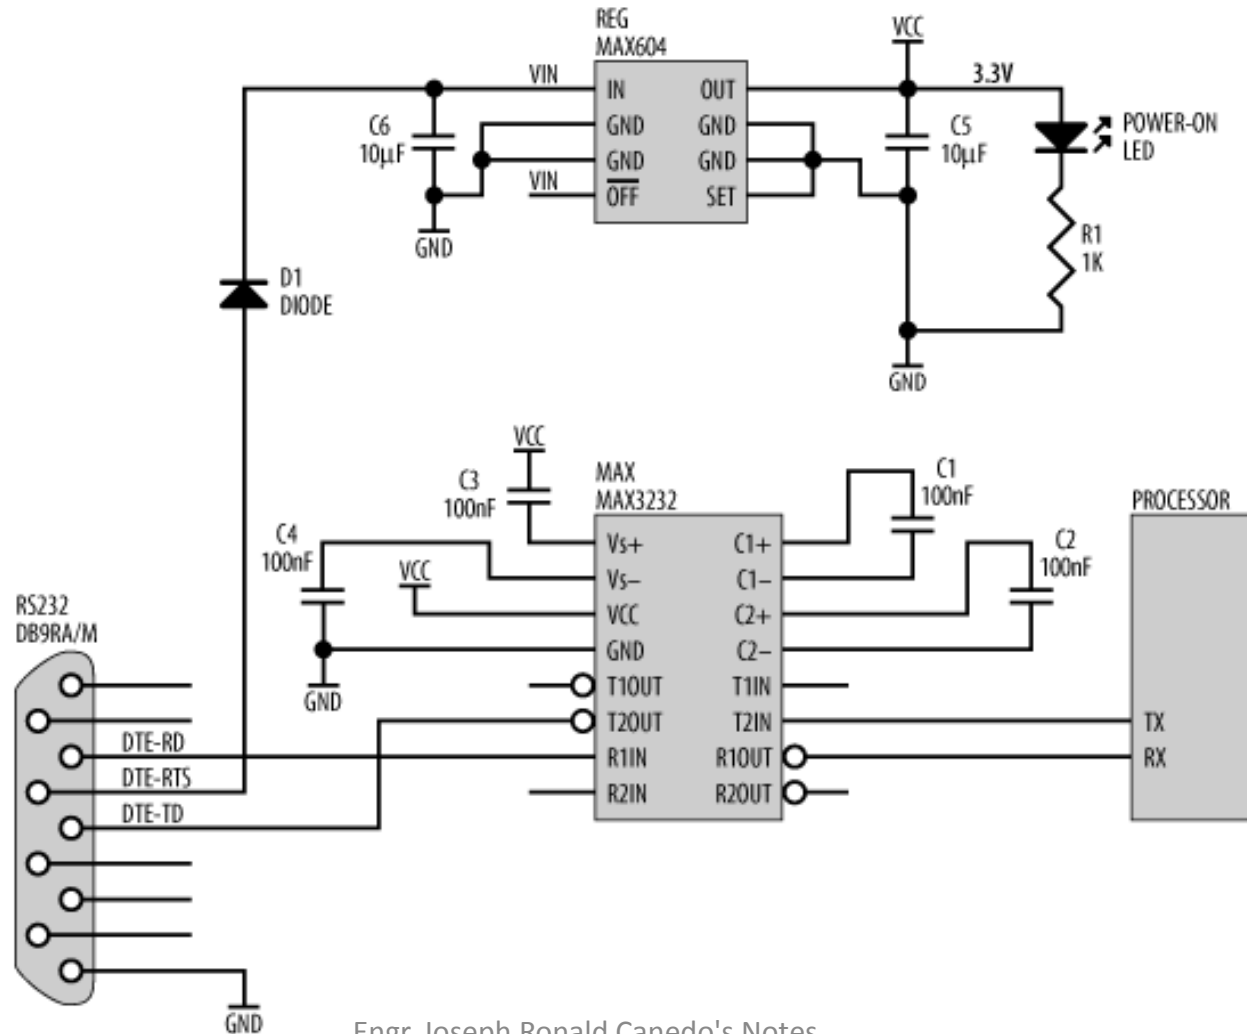 REG
MAX604
VCC
VIN
IN
OUT
3.3V
C6
10µF
GND
GND
C5
10µF
POWER-ON
LED
GND
GND
VIN
OFF
SET
GND
R1
1K
D1
DIODE
GND
VCC
C3
100nF
MAX
MAX3232
C1
100nF
PROCESSOR
C4
100nF
Vs+
C1+
C2
100nF
VCC
Vs–
C1–
RS232
DB9RA/M
VCC
C2+
GND
C2–
GND
T1OUT
T1IN
T2OUT
T2IN
TX
DTE-RD
R1IN
R1OUT
RX
DTE-RTS
R2IN
R2OUT
DTE-TD
GND
Engr. Joseph Ronald Canedo's Notes